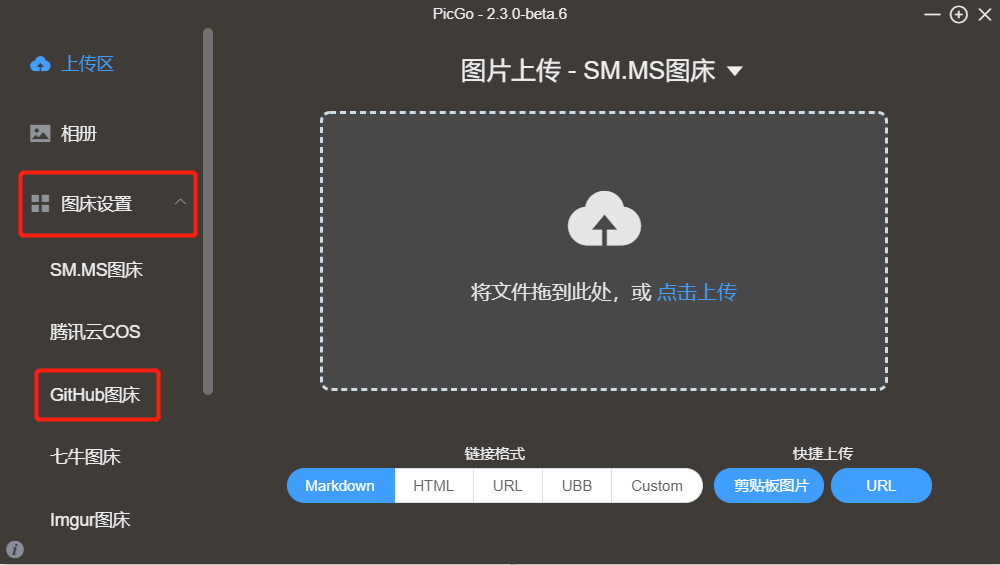 PicGo - 2.3.0-beta.6
上传区
相册
图床设置
SM.MS图床
腾讯云COS
GitHub图床
七牛图床
Imgur图床
图片上传 - SM.MS图床
将文件拖到此处，或 点击上传
链接格式
Markdown HTML URL UBB Custom
快捷上传
剪贴板图片 URL